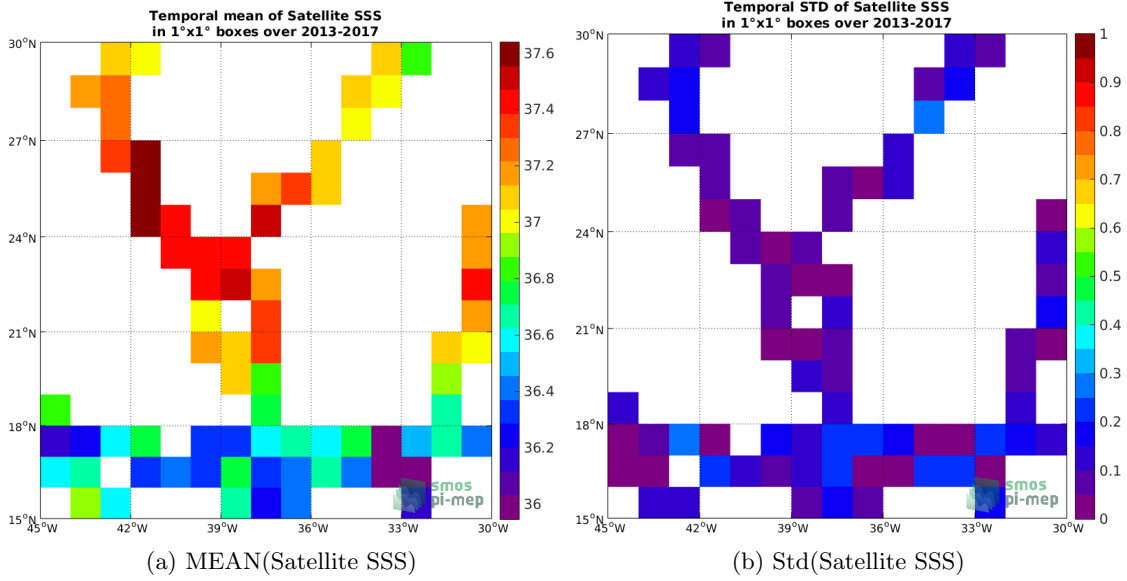 Temporal mean of Satellite SSS
in 1°x1° boxes over 2013-2017
30°N
27°N
24°N
21°N
18°N
15°N
45°W
42°W
39°W
36°W
33°W
30°W
37.6
37.4
37.2
37
36.8
36.6
36.4
36.2
36
smos
pi-mep
(a) MEAN(Satellite SSS)
Temporal STD of Satellite SSS
in 1°x1° boxes over 2013-2017
30°N
27°N
24°N
21°N
18°N
15°N
45°W
42°W
39°W
36°W
33°W
30°W
1
0.9
0.8
0.7
0.6
0.5
0.4
0.3
0.2
0.1
0
smos
pi-mep
(b) Std(Satellite SSS)